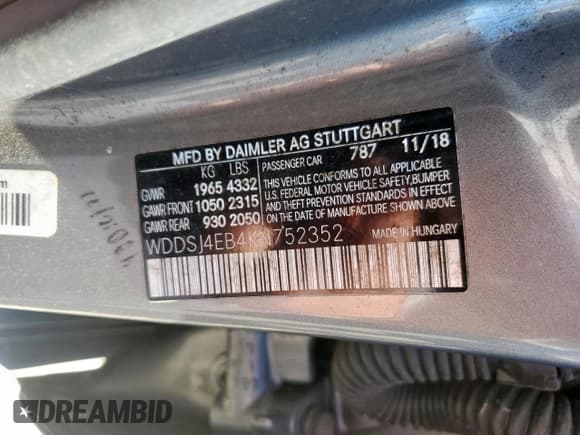 MFD BY DAIMLER AG STUTTGART
KG LBS PASSENGER CAR 787 11/18
GVWR 1965 4332
GAWR FRONT 1050 2315
GAWR REAR 930 2050
THIS VEHICLE CONFORMS TO ALL APPLICABLE
U.S. FEDERAL MOTOR VEHICLE SAFETY, BUMPER
AND THEFT PREVENTION STANDARDS IN EFFECT
ON THE DATE OF MANUFACTURE SHOWN ABOVE.
WDDSJ4EB4KN752352 MADE IN HUNGARY
DREAMBID